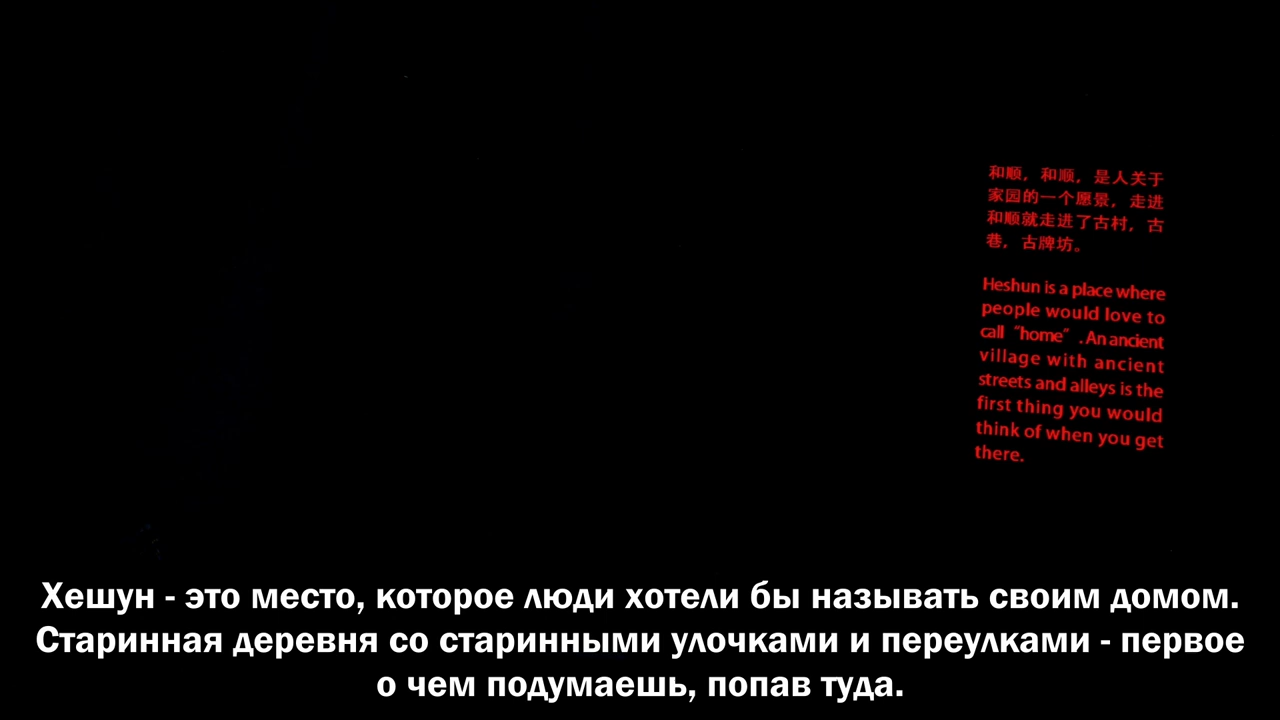 和顺，和顺，是人关于
家园的一个愿景，走进
和顺就走进了古村，古
巷，古牌坊。
Heshun is a place where
people would love to
call “home”. An ancient
village with ancient
streets and alleys is the
first thing you would
think of when you get
there.
Хешун - это место, которое люди хотели бы называть своим домом.
Старинная деревня со старинными улочками и переулками - первое
о чем подумаешь, попав туда.